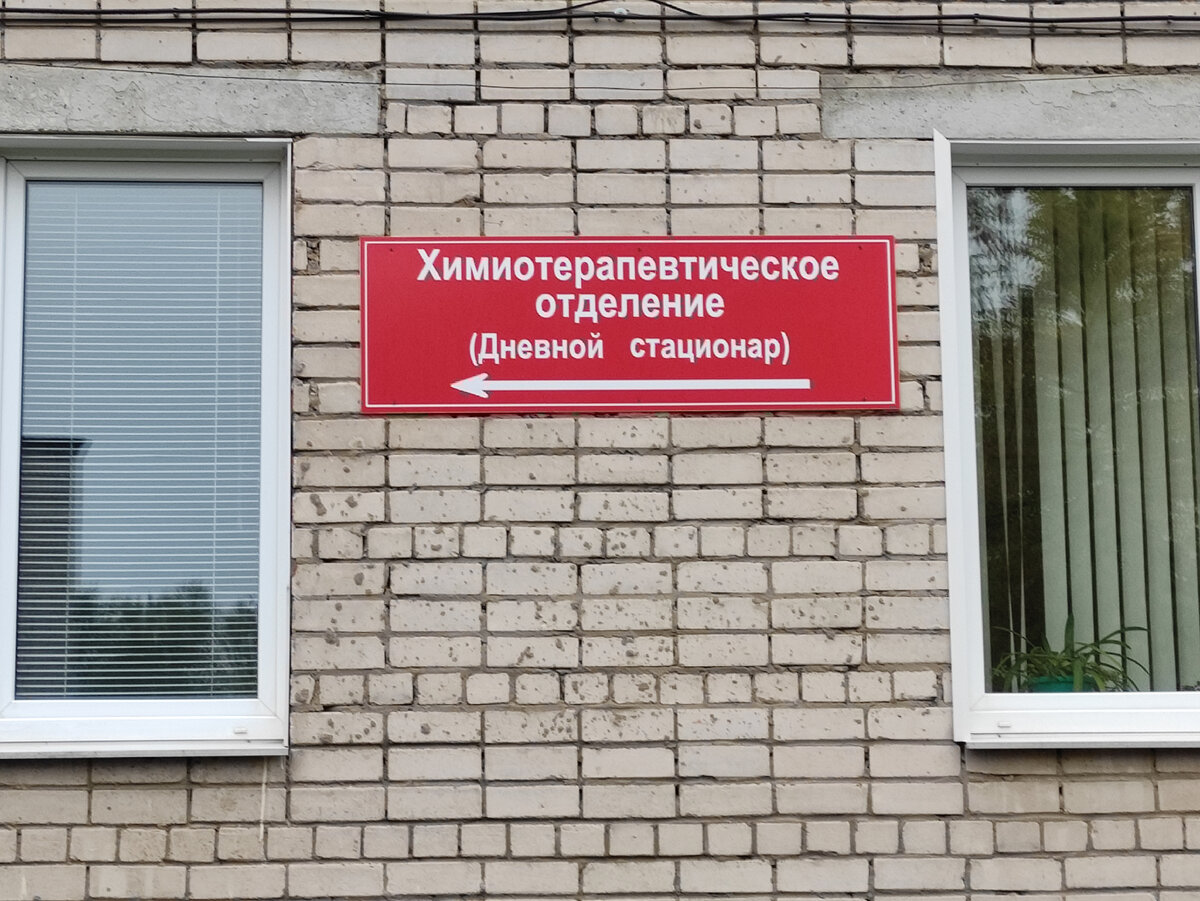 Химиотерапевтическое
отделение
(Дневной стационар)